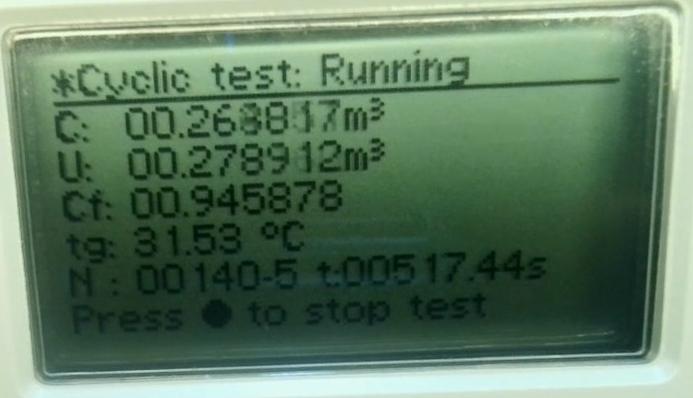 *Cyclic test: Running
C: 00.263817m³
U: 00.278912m³
Cf: 00.945878
tg: 31.53 °C
N : 00140-5 t:00517.44s
Press ● to stop test